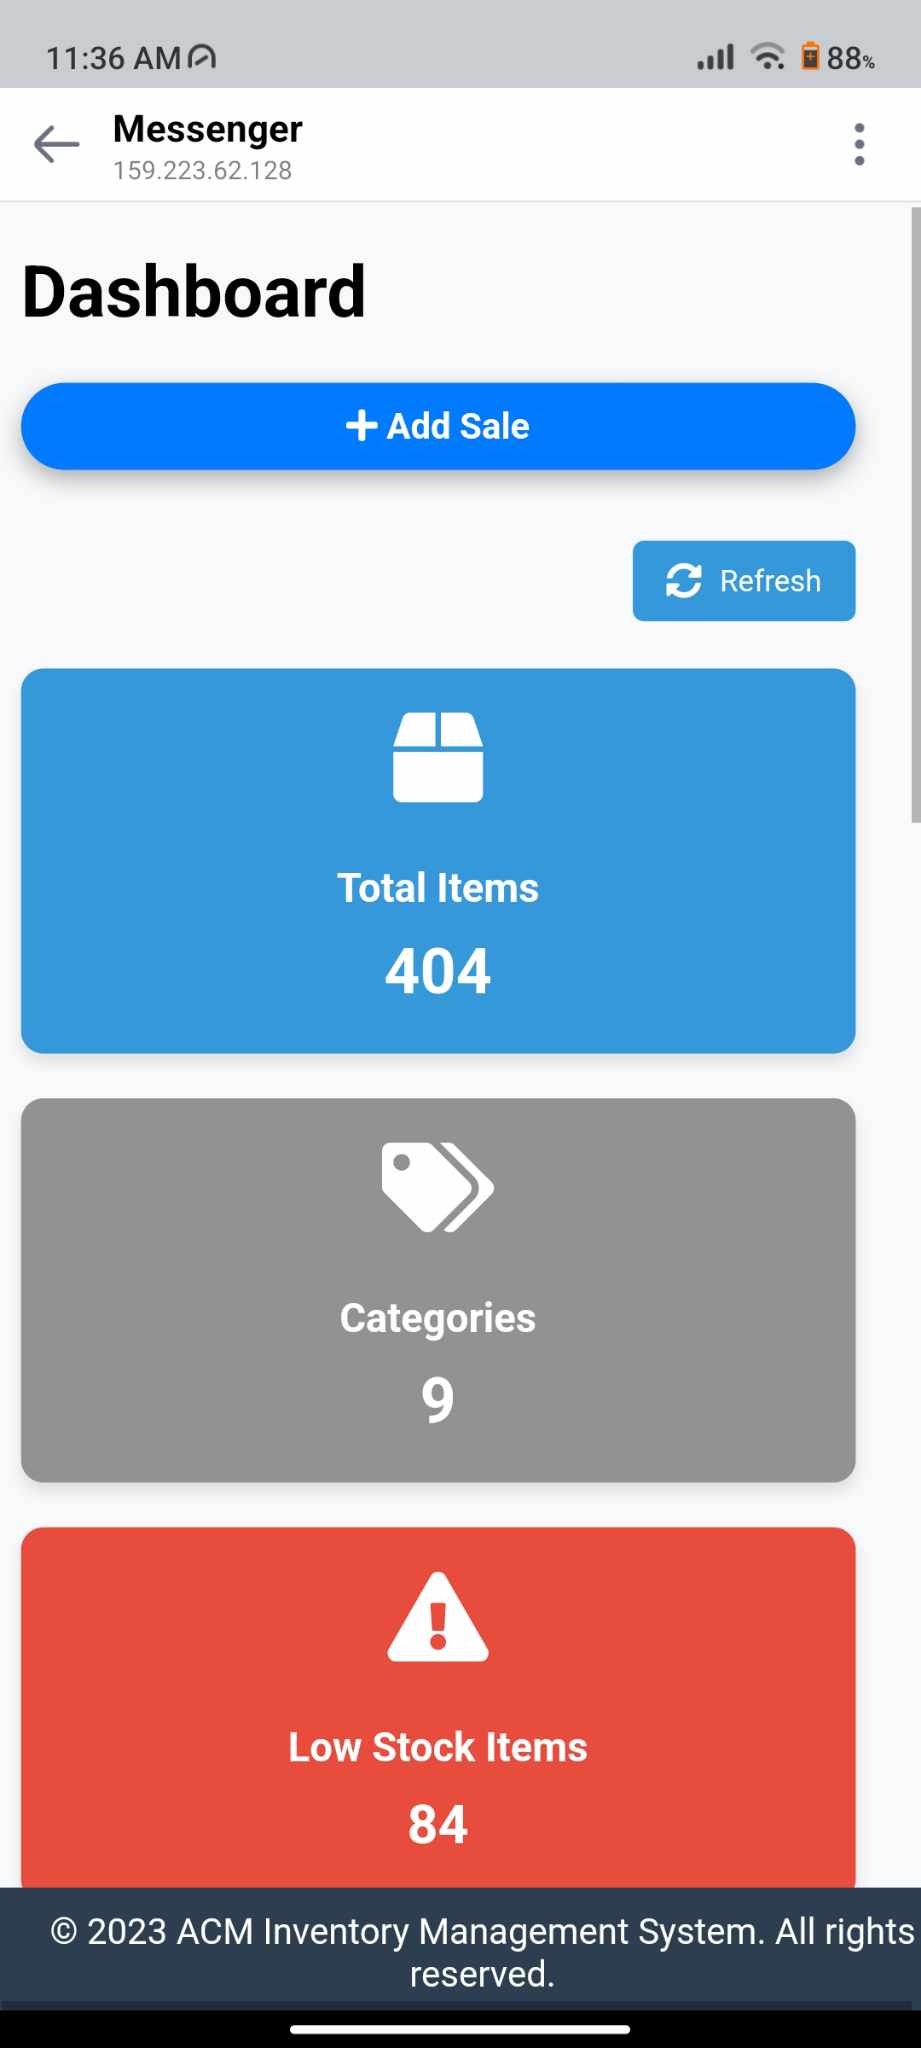 11:36 AM
88%
Messenger
159.223.62.128
Dashboard
Add Sale
Refresh
Total Items
404
Categories
9
Low Stock Items
84
© 2023 ACM Inventory Management System. All rights
reserved.